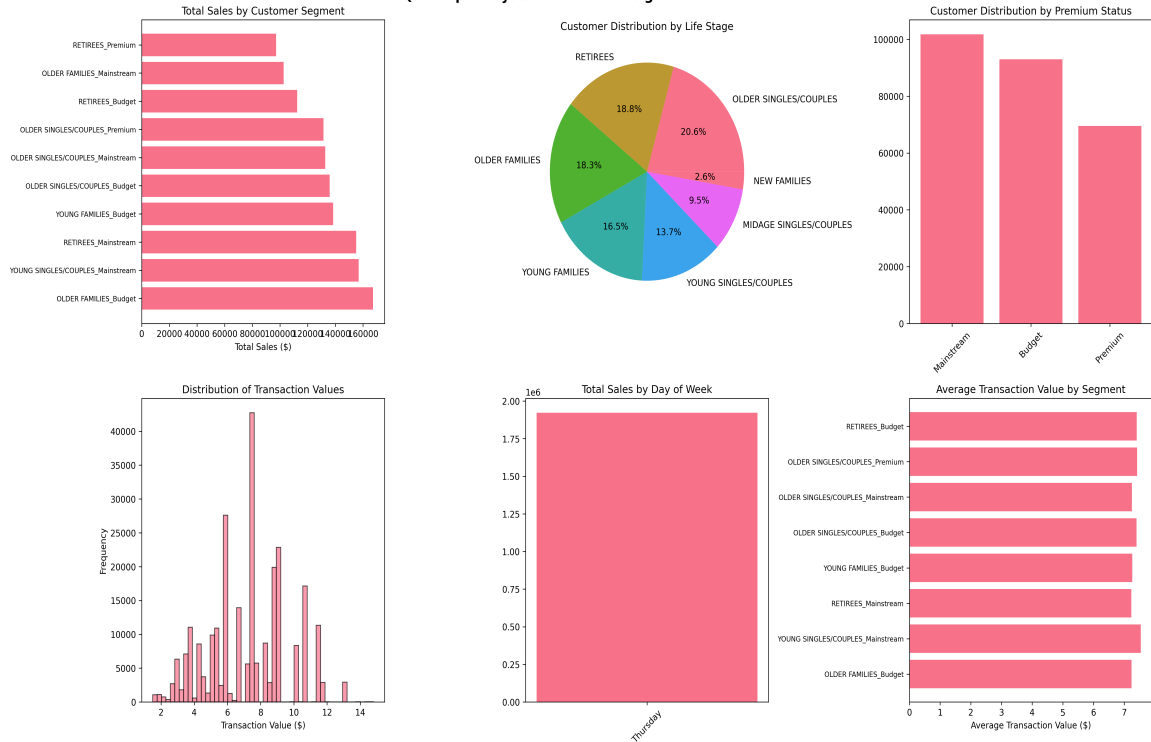 Total Sales by Customer Segment
RETIREES_Premium
OLDER FAMILIES_Mainstream
RETIREES_Budget
OLDER SINGLES/COUPLES_Premium
OLDER SINGLES/COUPLES_Mainstream
OLDER SINGLES/COUPLES_Budget
YOUNG FAMILIES_Budget
RETIREES_Mainstream
YOUNG SINGLES/COUPLES_Mainstream
OLDER FAMILIES_Budget
0 20000 40000 60000 80000 100000 120000 140000 160000
Total Sales ($)
Customer Distribution by Life Stage
RETIREES
OLDER SINGLES/COUPLES
18.8%
20.6%
OLDER FAMILIES
18.3%
2.6%
NEW FAMILIES
9.5%
MIDAGE SINGLES/COUPLES
16.5%
13.7%
YOUNG FAMILIES
YOUNG SINGLES/COUPLES
Customer Distribution by Premium Status
100000
80000
60000
40000
20000
0
Mainstream
Budget
Premium
Distribution of Transaction Values
Frequency
40000
35000
30000
25000
20000
15000
10000
5000
0
2 4 6 8 10 12 14
Transaction Value ($)
Total Sales by Day of Week
1e6
2.00
1.75
1.50
1.25
1.00
0.75
0.50
0.25
0.00
Thursday
Average Transaction Value by Segment
RETIREES_Budget
OLDER SINGLES/COUPLES_Premium
OLDER SINGLES/COUPLES_Mainstream
OLDER SINGLES/COUPLES_Budget
YOUNG FAMILIES_Budget
RETIREES_Mainstream
YOUNG SINGLES/COUPLES_Mainstream
OLDER FAMILIES_Budget
0 1 2 3 4 5 6 7
Average Transaction Value ($)